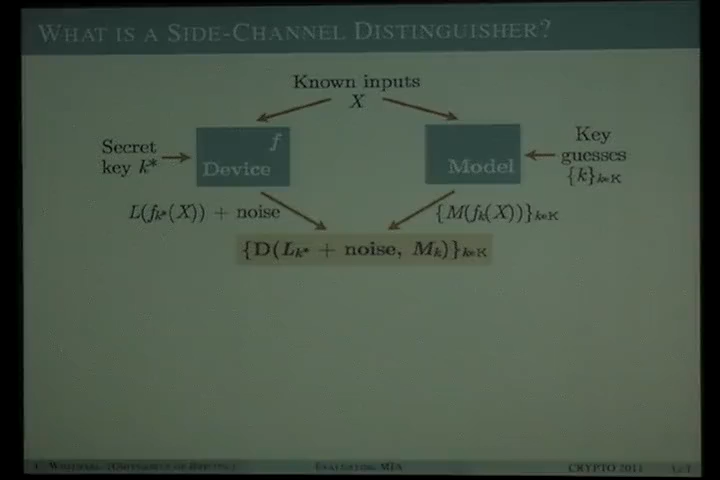 WHAT IS A SIDE-CHANNEL DISTINGUISHER?
Known inputs
X
Secret
key k*
f
Device
Model
Key
guesses
{k}k∈K
L(fk*(X)) + noise
{M(fk(X))}k∈K
{D(Lk* + noise, Mk)}k∈K
EVALUATING MIA
CRYPTO 2011